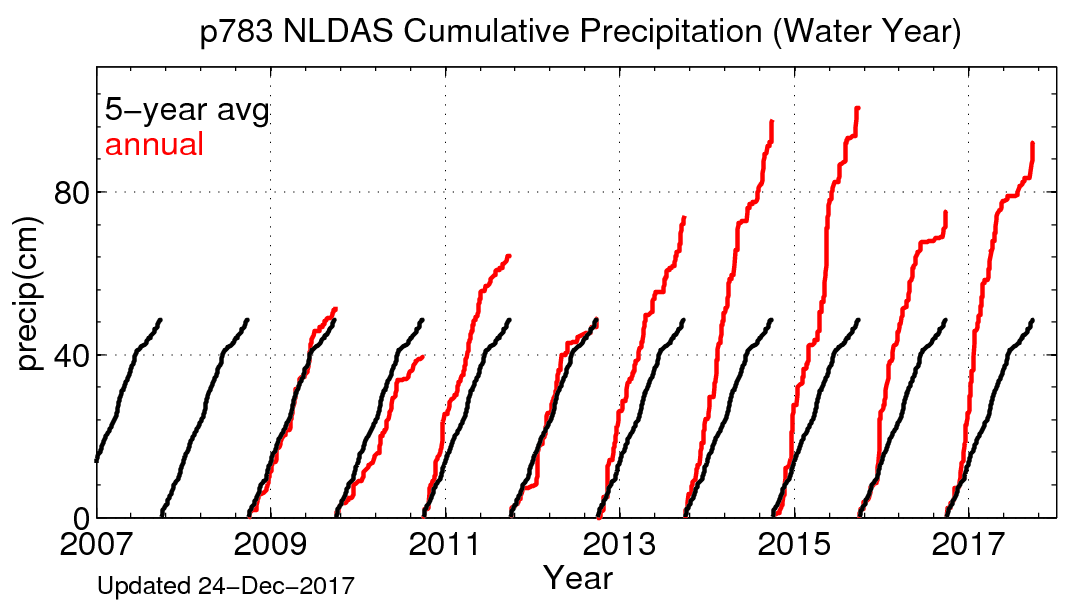 p783 NLDAS Cumulative Precipitation (Water Year)
5−year avg
annual
80
40
0
precip(cm)
2007 2009 2011 2013 2015 2017
Year
Updated 24−Dec−2017